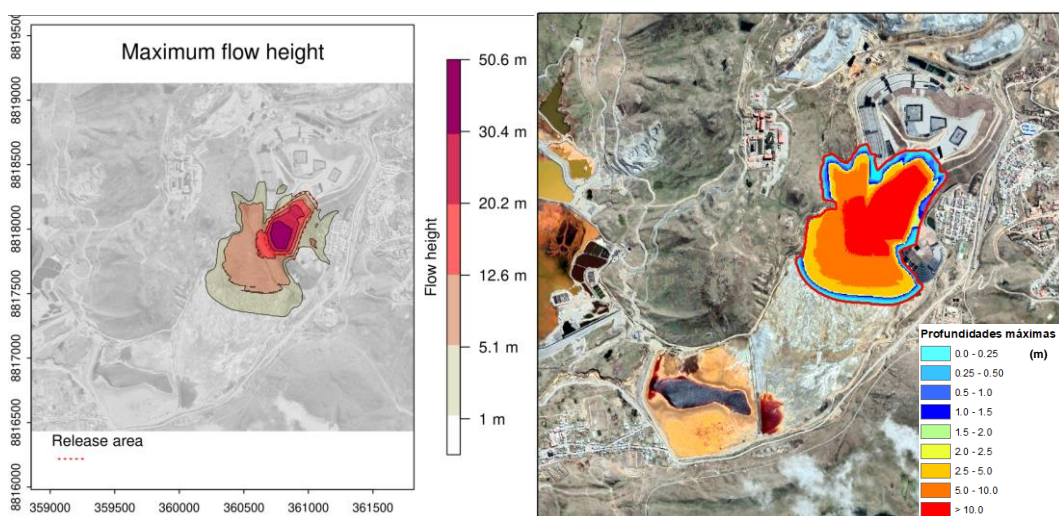 Maximum flow height
8819500
8819000
8818500
8818000
8817500
8817000
8816500
8816000
359000
359500
360000
360500
361000
361500
Release area
Flow height
50.6 m
30.4 m
20.2 m
12.6 m
5.1 m
1 m
Profundidades máximas
(m)
0.0 - 0.25
0.25 - 0.50
0.5 - 1.0
1.0 - 1.5
1.5 - 2.0
2.0 - 2.5
2.5 - 5.0
5.0 - 10.0
> 10.0